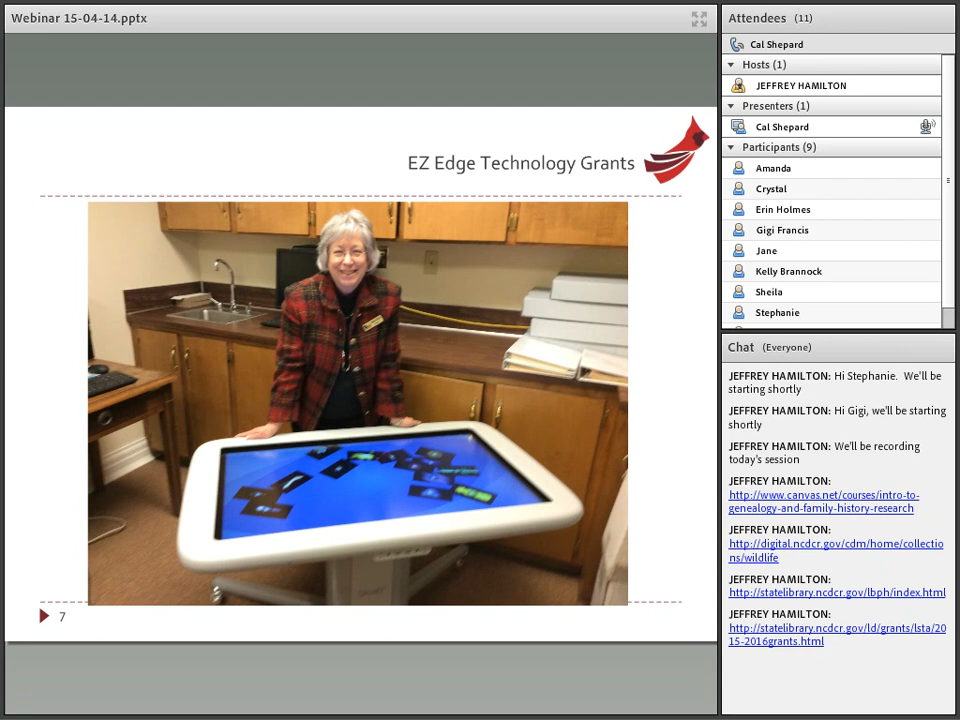 Webinar 15-04-14.pptx
EZ Edge Technology Grants
7
Attendees (11)
Cal Shepard
Hosts (1)
JEFFREY HAMILTON
Presenters (1)
Cal Shepard
Participants (9)
Amanda
Crystal
Erin Holmes
Gigi Francis
Jane
Kelly Brannock
Sheila
Stephanie
Chat (Everyone)
JEFFREY HAMILTON: Hi Stephanie. We'll be
starting shortly
JEFFREY HAMILTON: Hi Gigi, we'll be starting
shortly
JEFFREY HAMILTON: We'll be recording
today's session
JEFFREY HAMILTON:
http://www.canvas.net/courses/intro-to-
genealogy-and-family-history-research
JEFFREY HAMILTON:
http://digital.ncdcr.gov/cdm/home/collectio
ns/wildlife
JEFFREY HAMILTON:
http://statelibrary.ncdcr.gov/lbph/index.html
JEFFREY HAMILTON:
http://statelibrary.ncdcr.gov/ld/grants/lsta/20
15-2016grants.html